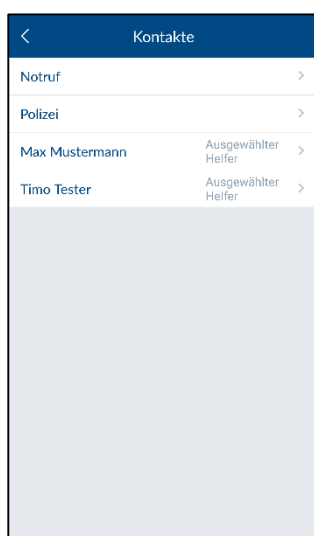 Kontakte
Notruf
Polizei
Max Mustermann
Ausgewählter
Helfer
Timo Tester
Ausgewählter
Helfer